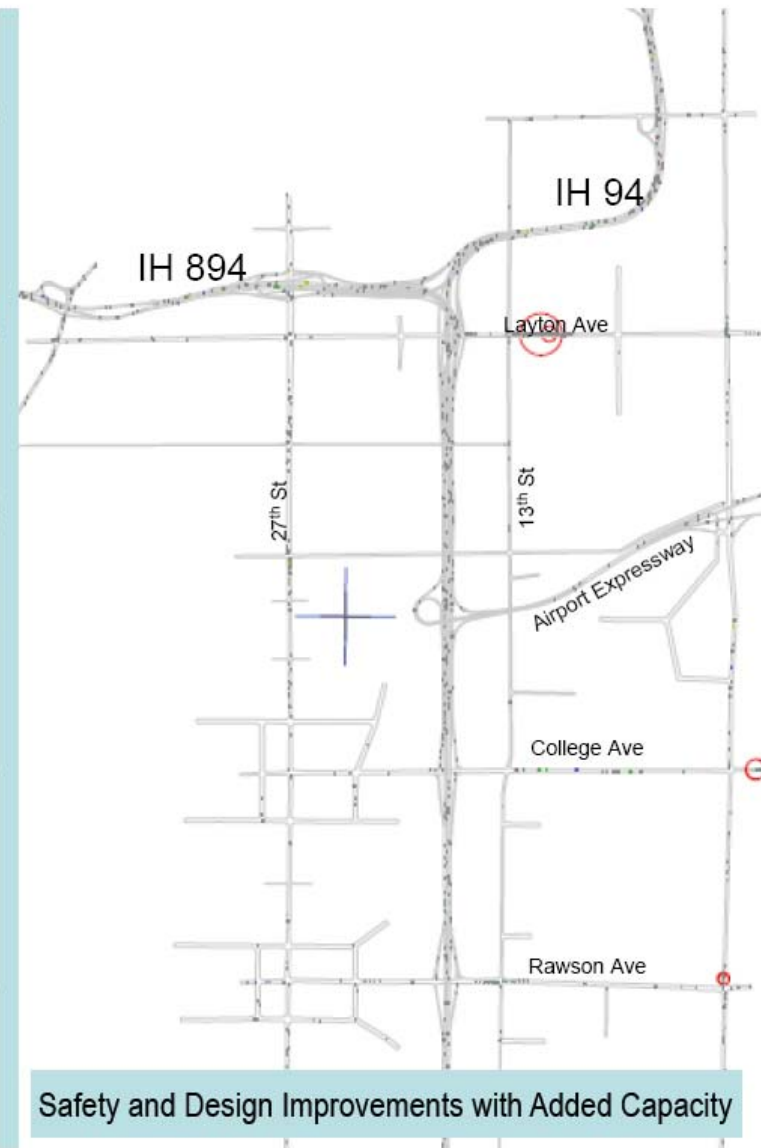 IH 94
IH 894
Layton Ave
27th St
13th St
Airport Expressway
College Ave
Rawson Ave
Safety and Design Improvements with Added Capacity